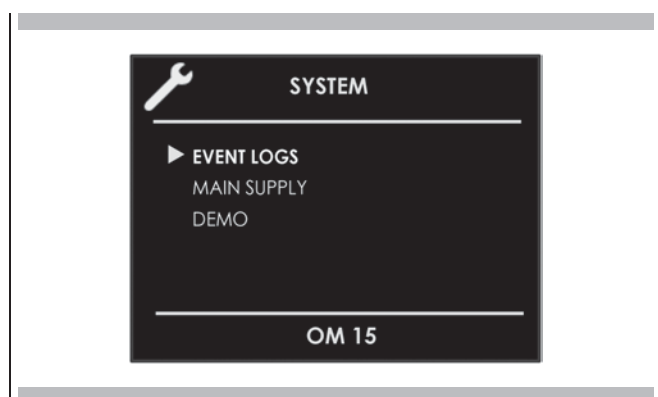 SYSTEM
EVENT LOGS
MAIN SUPPLY
DEMO
OM 15